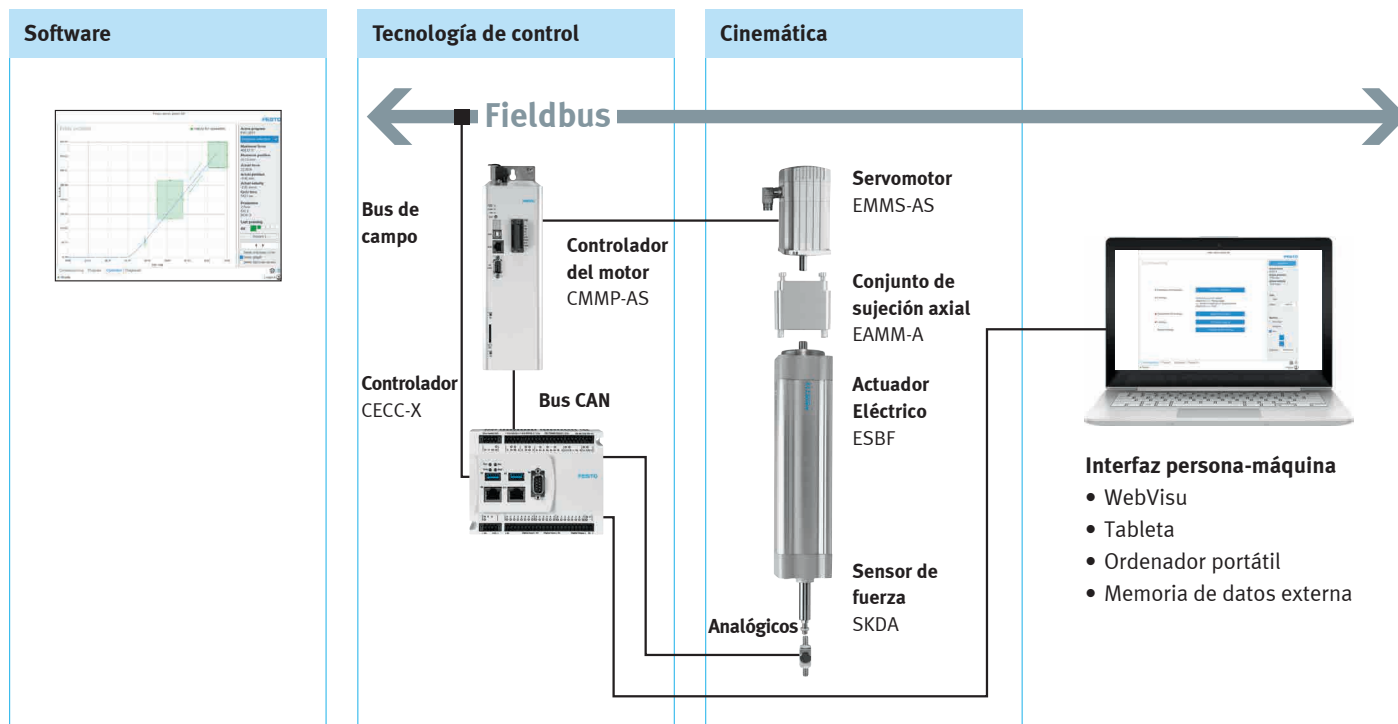 Software
Tecnología de control
Cinemática
Fieldbus
FESTO
Bus de
campo
Controlador
del motor
CMMP-AS
Servomotor
EMMS-AS
Conjunto de
sujeción axial
EAMM-A
Controlador
CECC-X
Bus CAN
Actuador
Eléctrico
ESBF
FESTO
Interfaz persona-máquina
• WebVisu
• Tableta
• Ordenador portátil
• Memoria de datos externa
Sensor de
fuerza
SKDA
Analógicos